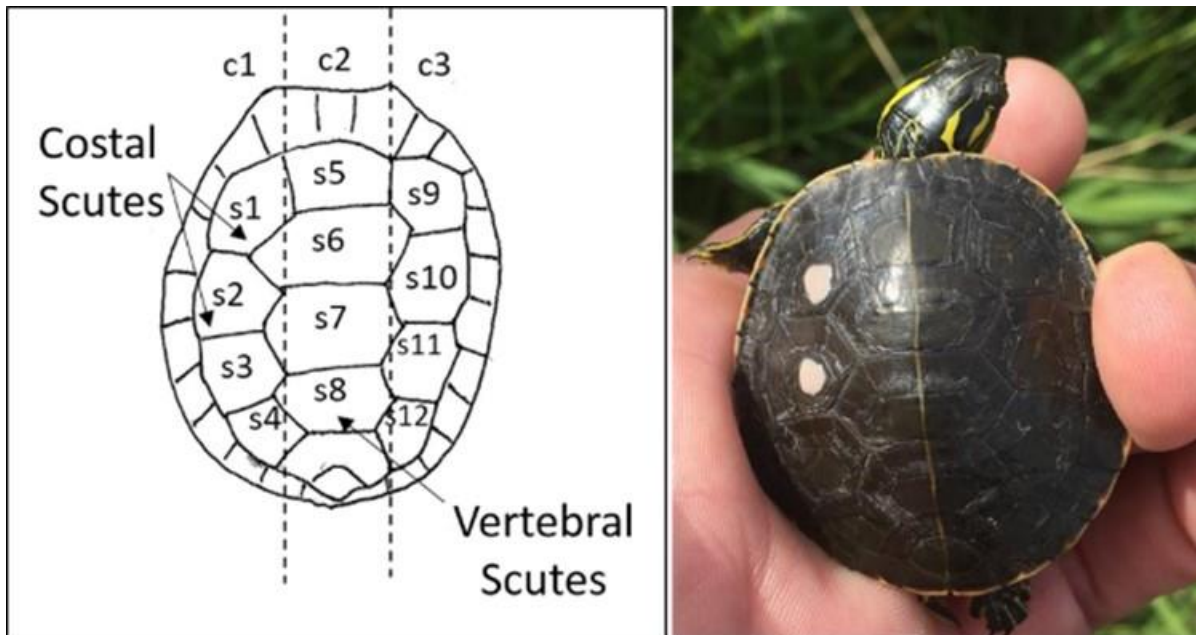 c1
c2
c3
Costal
Scutes
s1
s5
s9
s6
s2
s10
s7
s3
s11
s8
s4
s12
Vertebral
Scutes